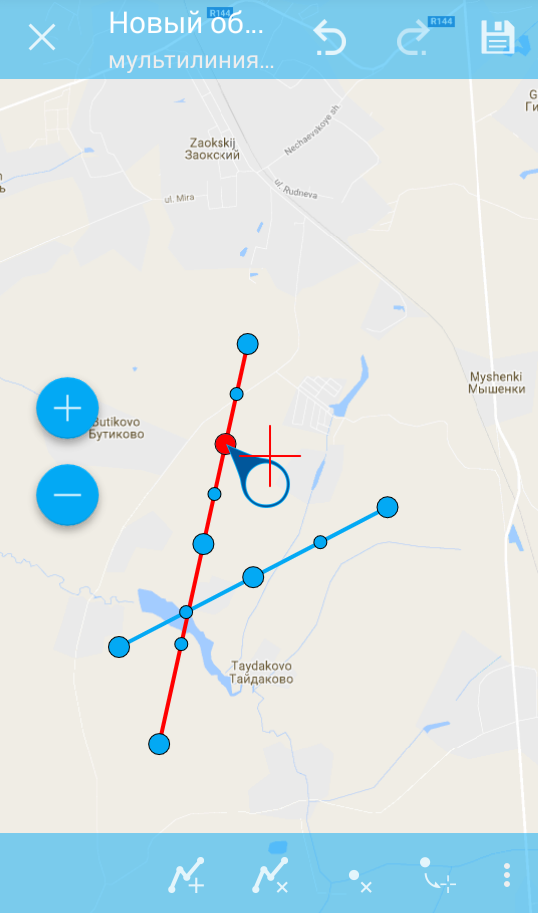 R144
R144
Новый об...
мультилиния...
Zaokskij
Заокский
Nechaevskoye sh.
ul. Rudneva
ul. Mira
G
Ги
Myshenki
Мышенки
Butikovo
Бутиково
Taydakovo
Тайдаково